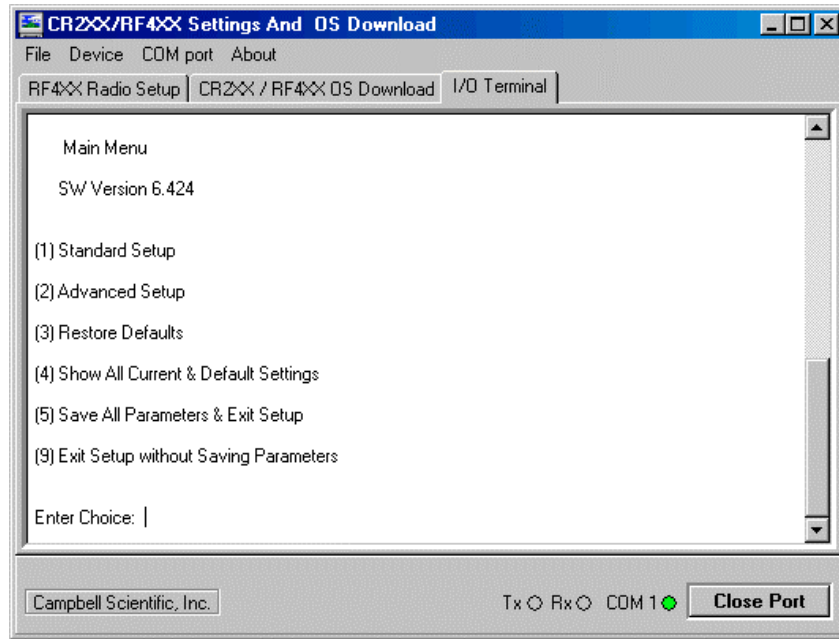 CR2XX/RF4XX Settings And OS Download
File Device COM port About
RF4XX Radio Setup CR2XX / RF4XX OS Download I/O Terminal
Main Menu
SW Version 6.424
(1) Standard Setup
(2) Advanced Setup
(3) Restore Defaults
(4) Show All Current & Default Settings
(5) Save All Parameters & Exit Setup
(9) Exit Setup without Saving Parameters
Enter Choice:
Campbell Scientific, Inc. Tx Rx COM 1 Close Port